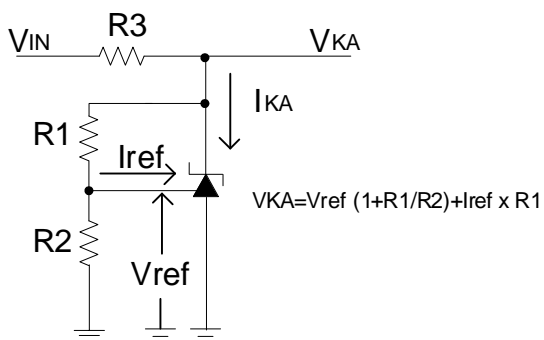 R3
VIN
VKA
IKA
R1
Iref
VKA=Vref (1+R1/R2)+Iref x R1
R2
Vref